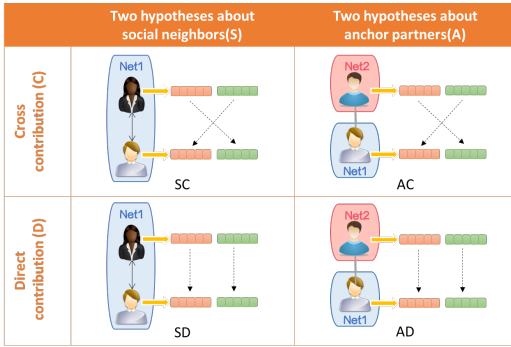 Two hypotheses about
social neighbors(S)
Two hypotheses about
anchor partners(A)
Cross
contribution (C)
Net1
SC
Net2
Net1
AC
Direct
contribution (D)
Net1
SD
Net2
Net1
AD